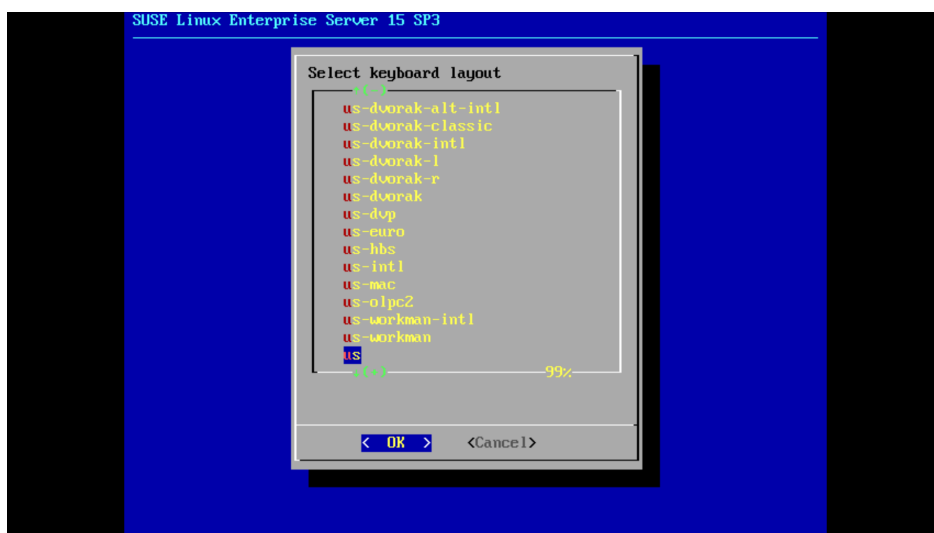 SUSE Linux Enterprise Server 15 SP3
Select keyboard layout
↑(-)
us-dvorak-alt-intl
us-dvorak-classic
us-dvorak-intl
us-dvorak-l
us-dvorak-r
us-dvorak
us-dvp
us-euro
us-hbs
us-intl
us-mac
us-olpc2
us-workman-intl
us-workman
us
↓(+) 99%
< OK > <Cancel>